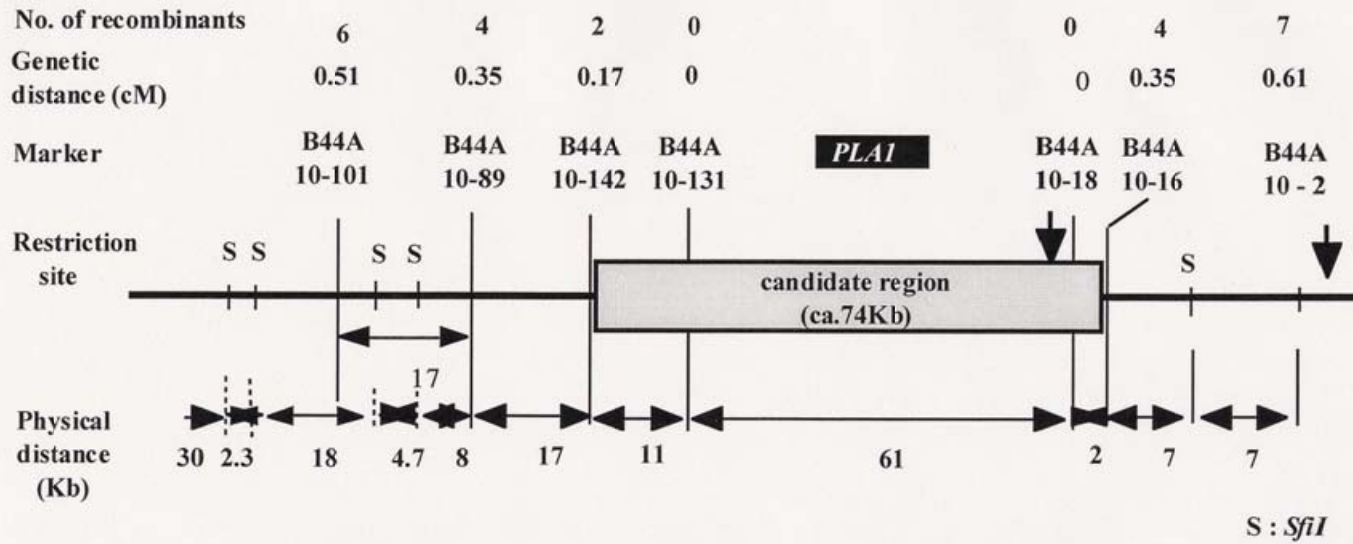 No. of recombinants 6 4 2 0 0 4 7
Genetic
distance (cM) 0.51 0.35 0.17 0 0 0.35 0.61
Marker B44A B44A B44A B44A PLA1 B44A B44A B44A
10-101 10-89 10-142 10-131 10-18 10-16 10 - 2
Restriction
site S S S S S
candidate region
(ca.74Kb)
17
Physical
distance
(Kb) 30 2.3 18 4.7 8 17 11 61 2 7 7
S : SfiI